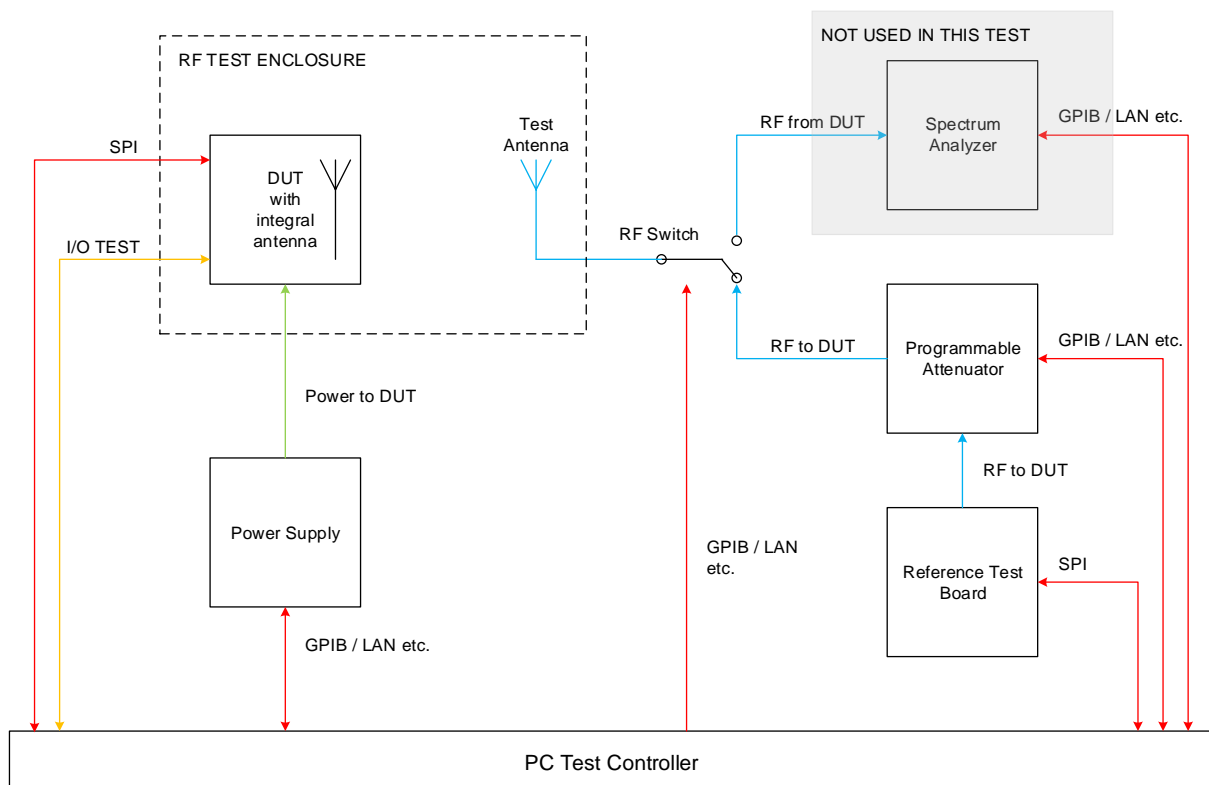 NOT USED IN THIS TEST
RF TEST ENCLOSURE
Test
Antenna
RF from DUT
Spectrum
Analyzer
GPIB / LAN etc.
SPI
DUT
with
integral
antenna
I/O TEST
RF Switch
RF to DUT
Programmable
Attenuator
GPIB / LAN etc.
Power to DUT
RF to DUT
Power Supply
GPIB / LAN
etc.
Reference Test
Board
SPI
GPIB / LAN etc.
PC Test Controller